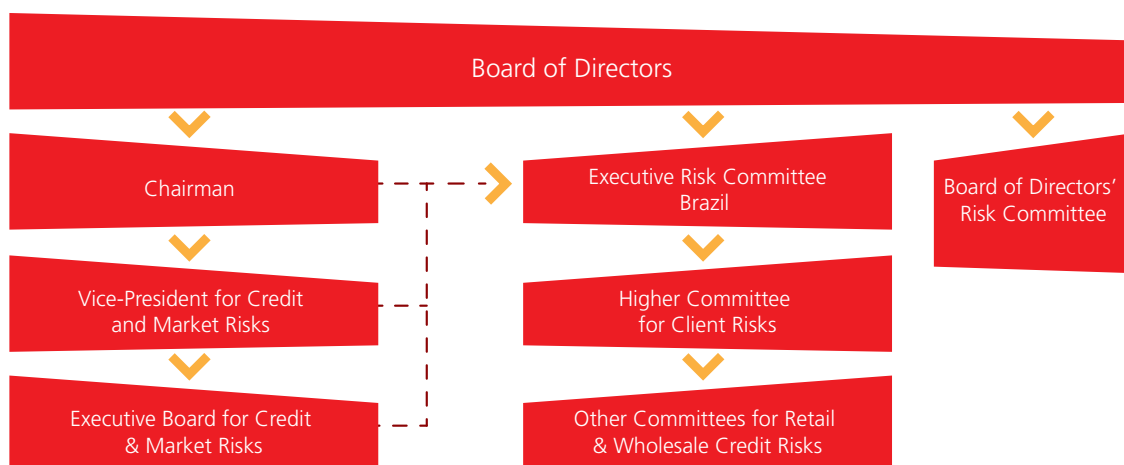 Board of Directors
Chairman
Executive Risk Committee
Brazil
Board of Directors’
Risk Committee
Vice-President for Credit
and Market Risks
Higher Committee
for Client Risks
Executive Board for Credit
& Market Risks
Other Committees for Retail
& Wholesale Credit Risks